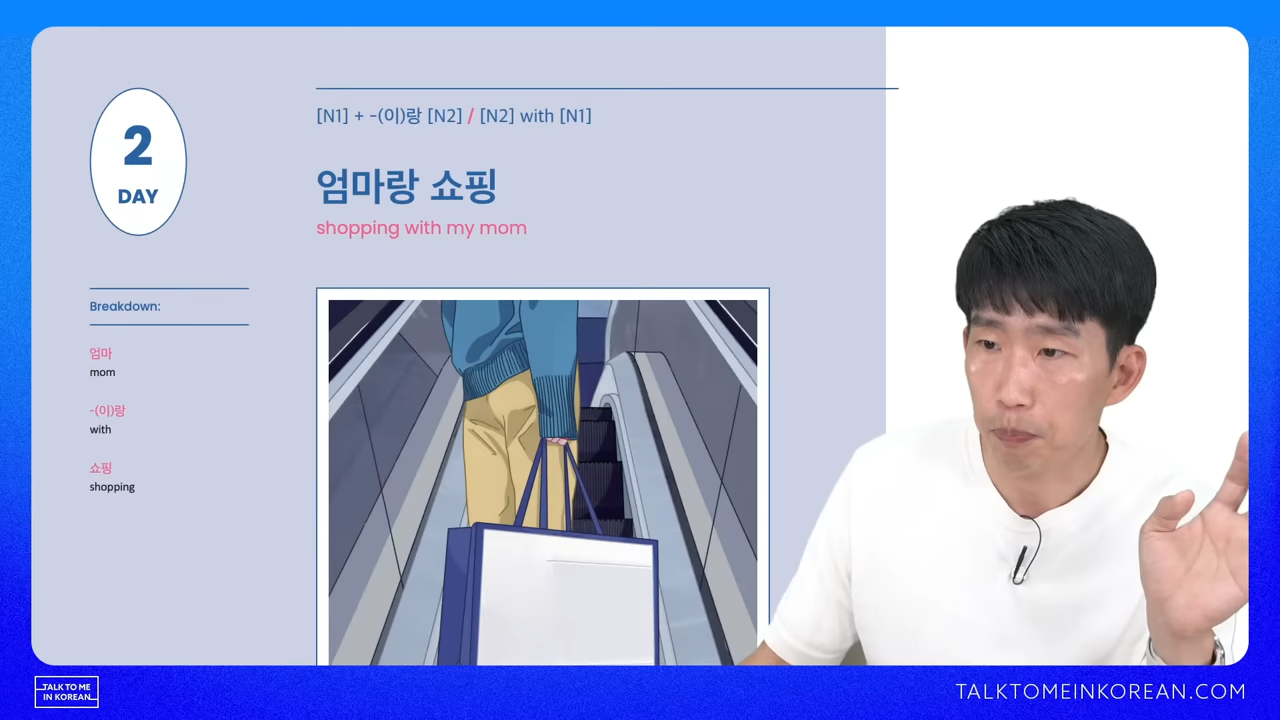 2
DAY
[N1] + -(이)랑 [N2] / [N2] with [N1]
엄마랑 쇼핑
shopping with my mom
Breakdown:
엄마
mom
-(이)랑
with
쇼핑
shopping
TALK TO ME
IN KOREAN
TALKTOMEINKOREAN.COM